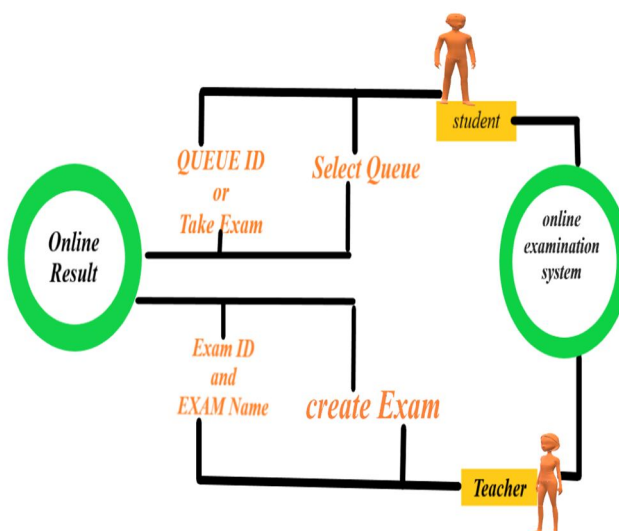 student
QUEUE ID
or
Take Exam
Select Queue
Online
Result
online
examination
system
Exam ID
and
EXAM Name
create Exam
Teacher